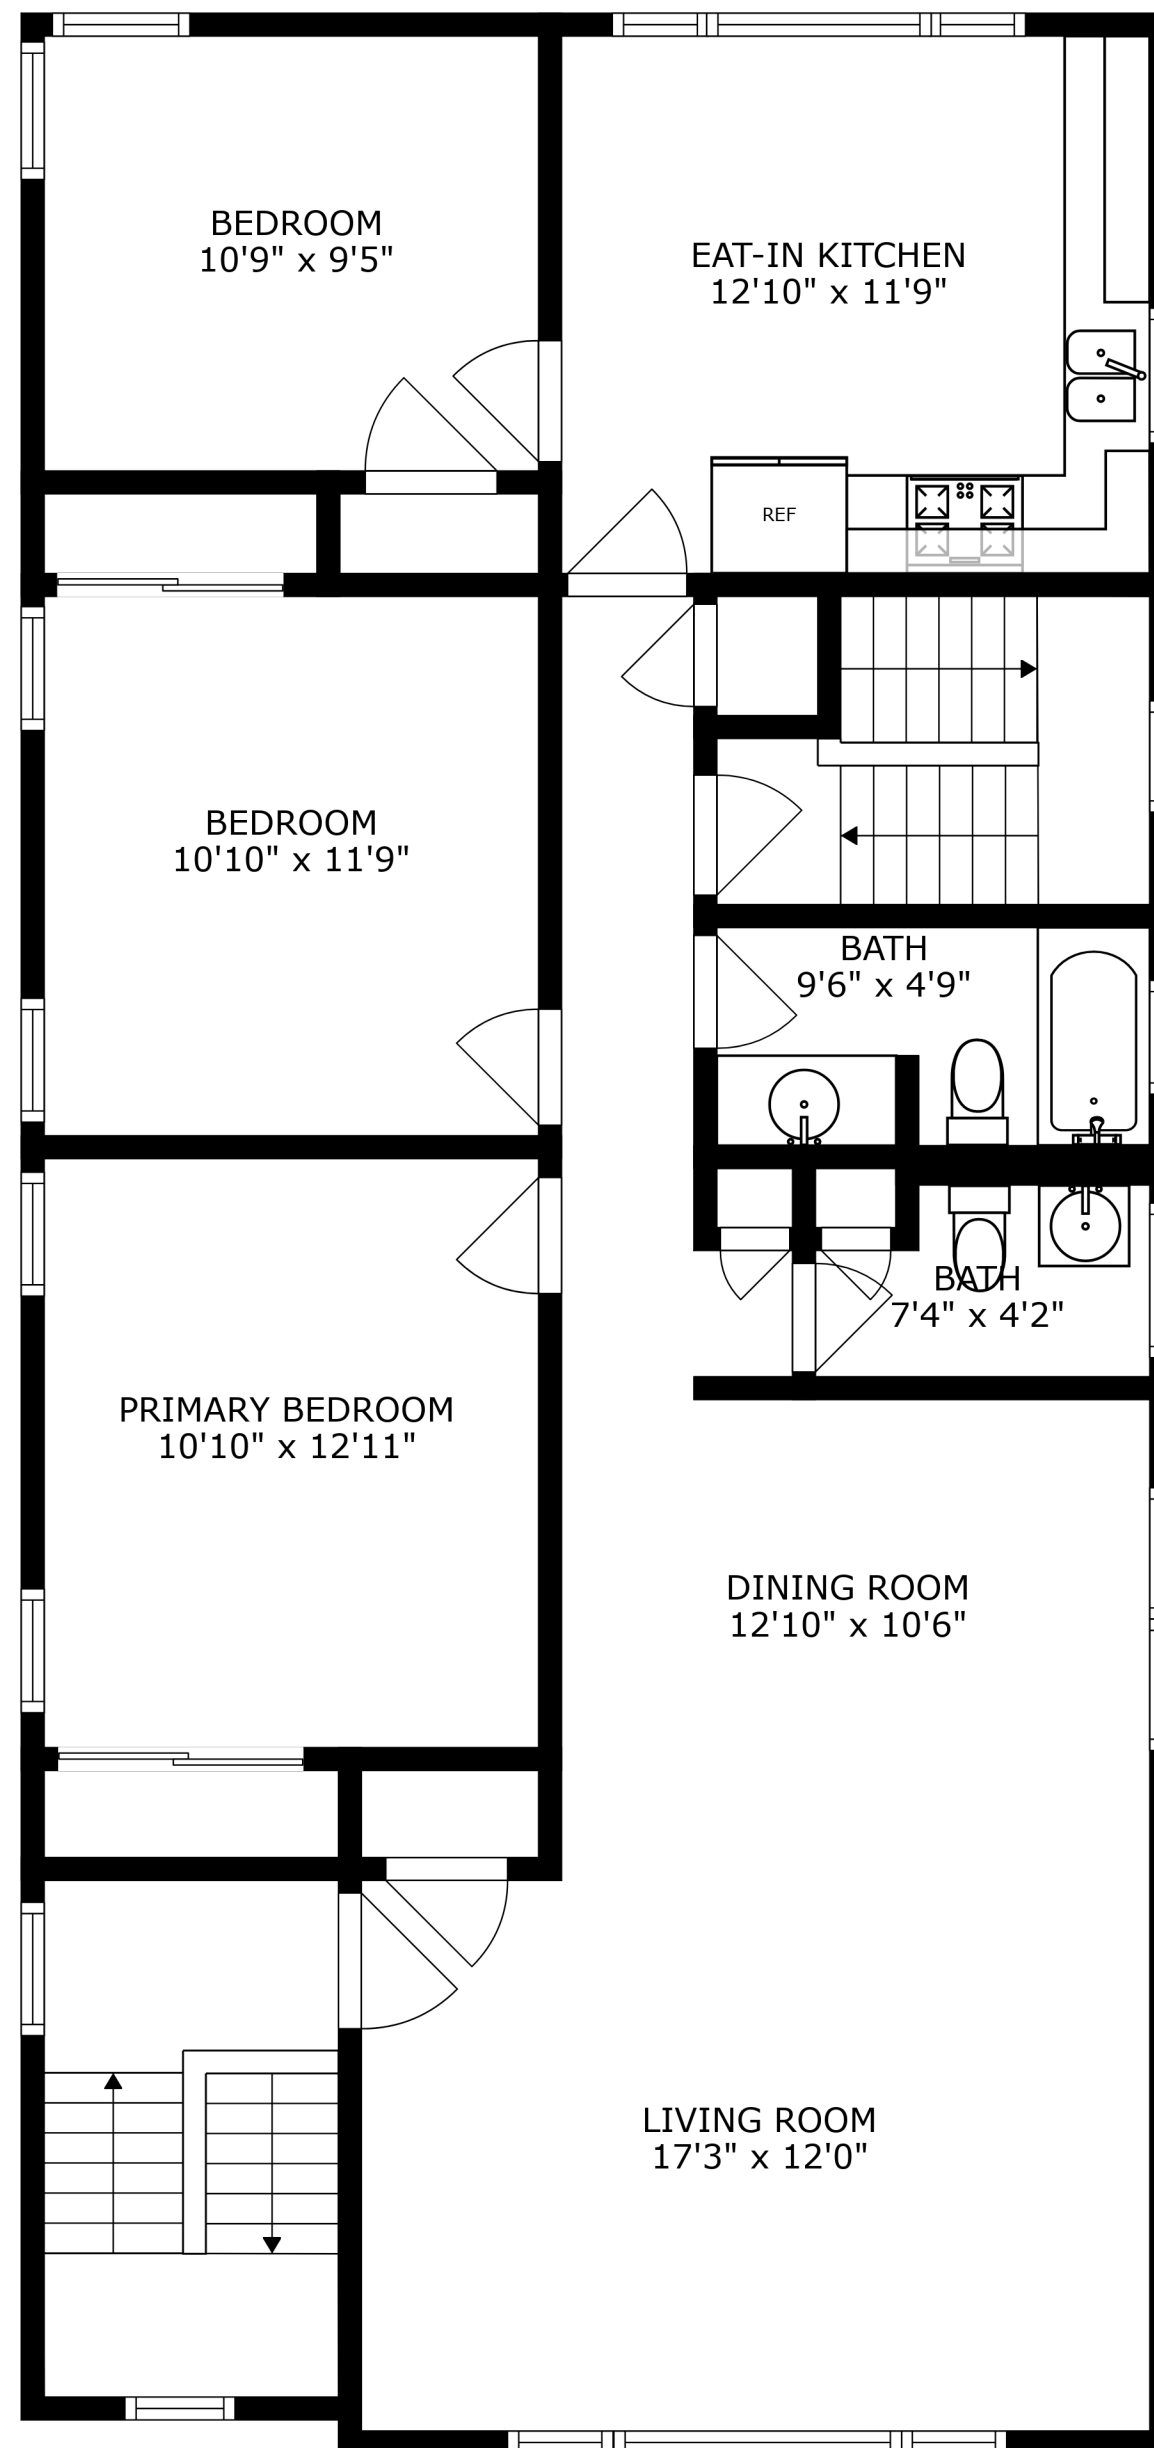 BEDROOM
10'9" x 9'5"
EAT-IN KITCHEN
12'10" x 11'9"
REF
BEDROOM
10'10" x 11'9"
BATH
9'6" x 4'9"
BATH
7'4" x 4'2"
PRIMARY BEDROOM
10'10" x 12'11"
DINING ROOM
12'10" x 10'6"
LIVING ROOM
17'3" x 12'0"